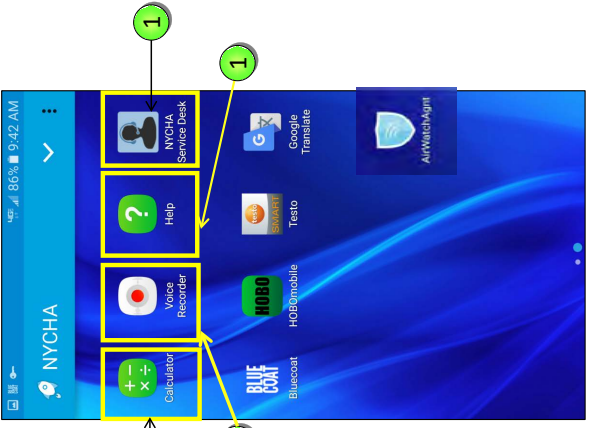 86% 9:42 AM
NYCHA
1
1
Calculator
Voice
Recorder
?
Help
NYCHA
Service Desk
BLUE
COAT
Bluecoat
HOBO
HOBOmobile
testo
SMART
Testo
G
Google
Translate
AirWatchAgnt